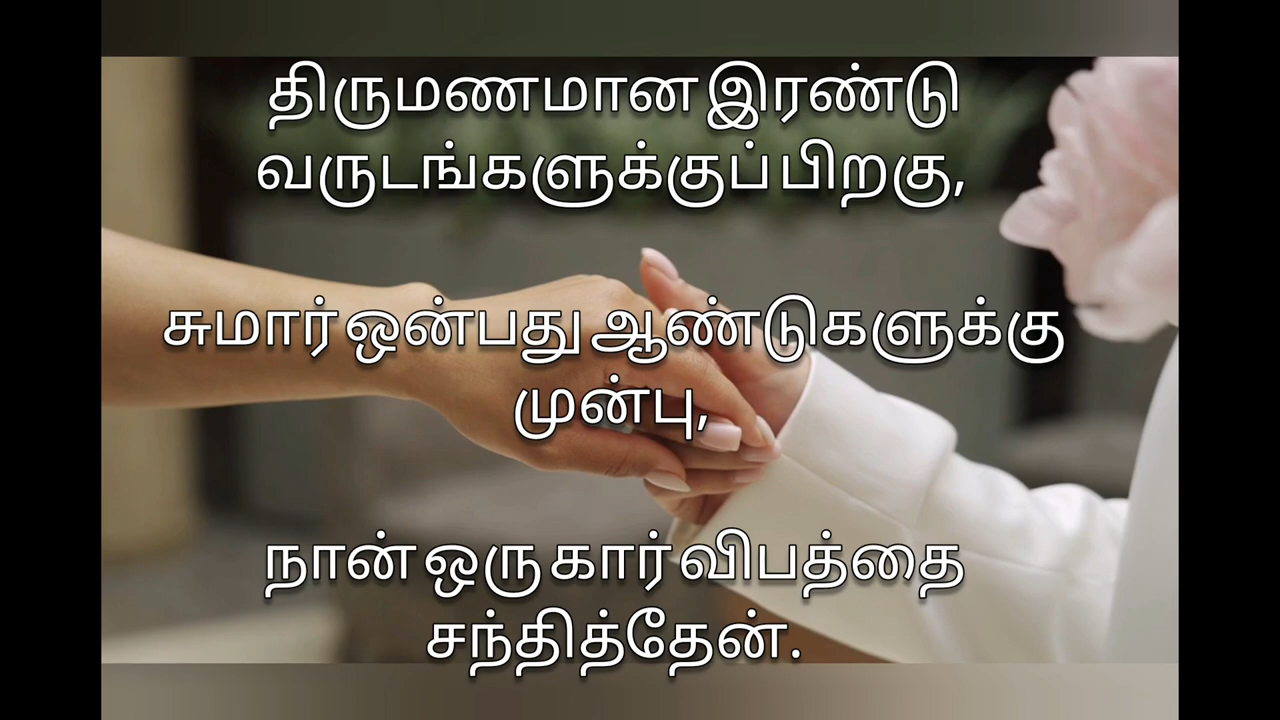 திருமணமான இரண்டு
வருடங்களுக்குப் பிறகு,
சுமார் ஒன்பது ஆண்டுகளுக்கு
முன்பு,
நான் ஒரு கார் விபத்தை
சந்தித்தேன்.